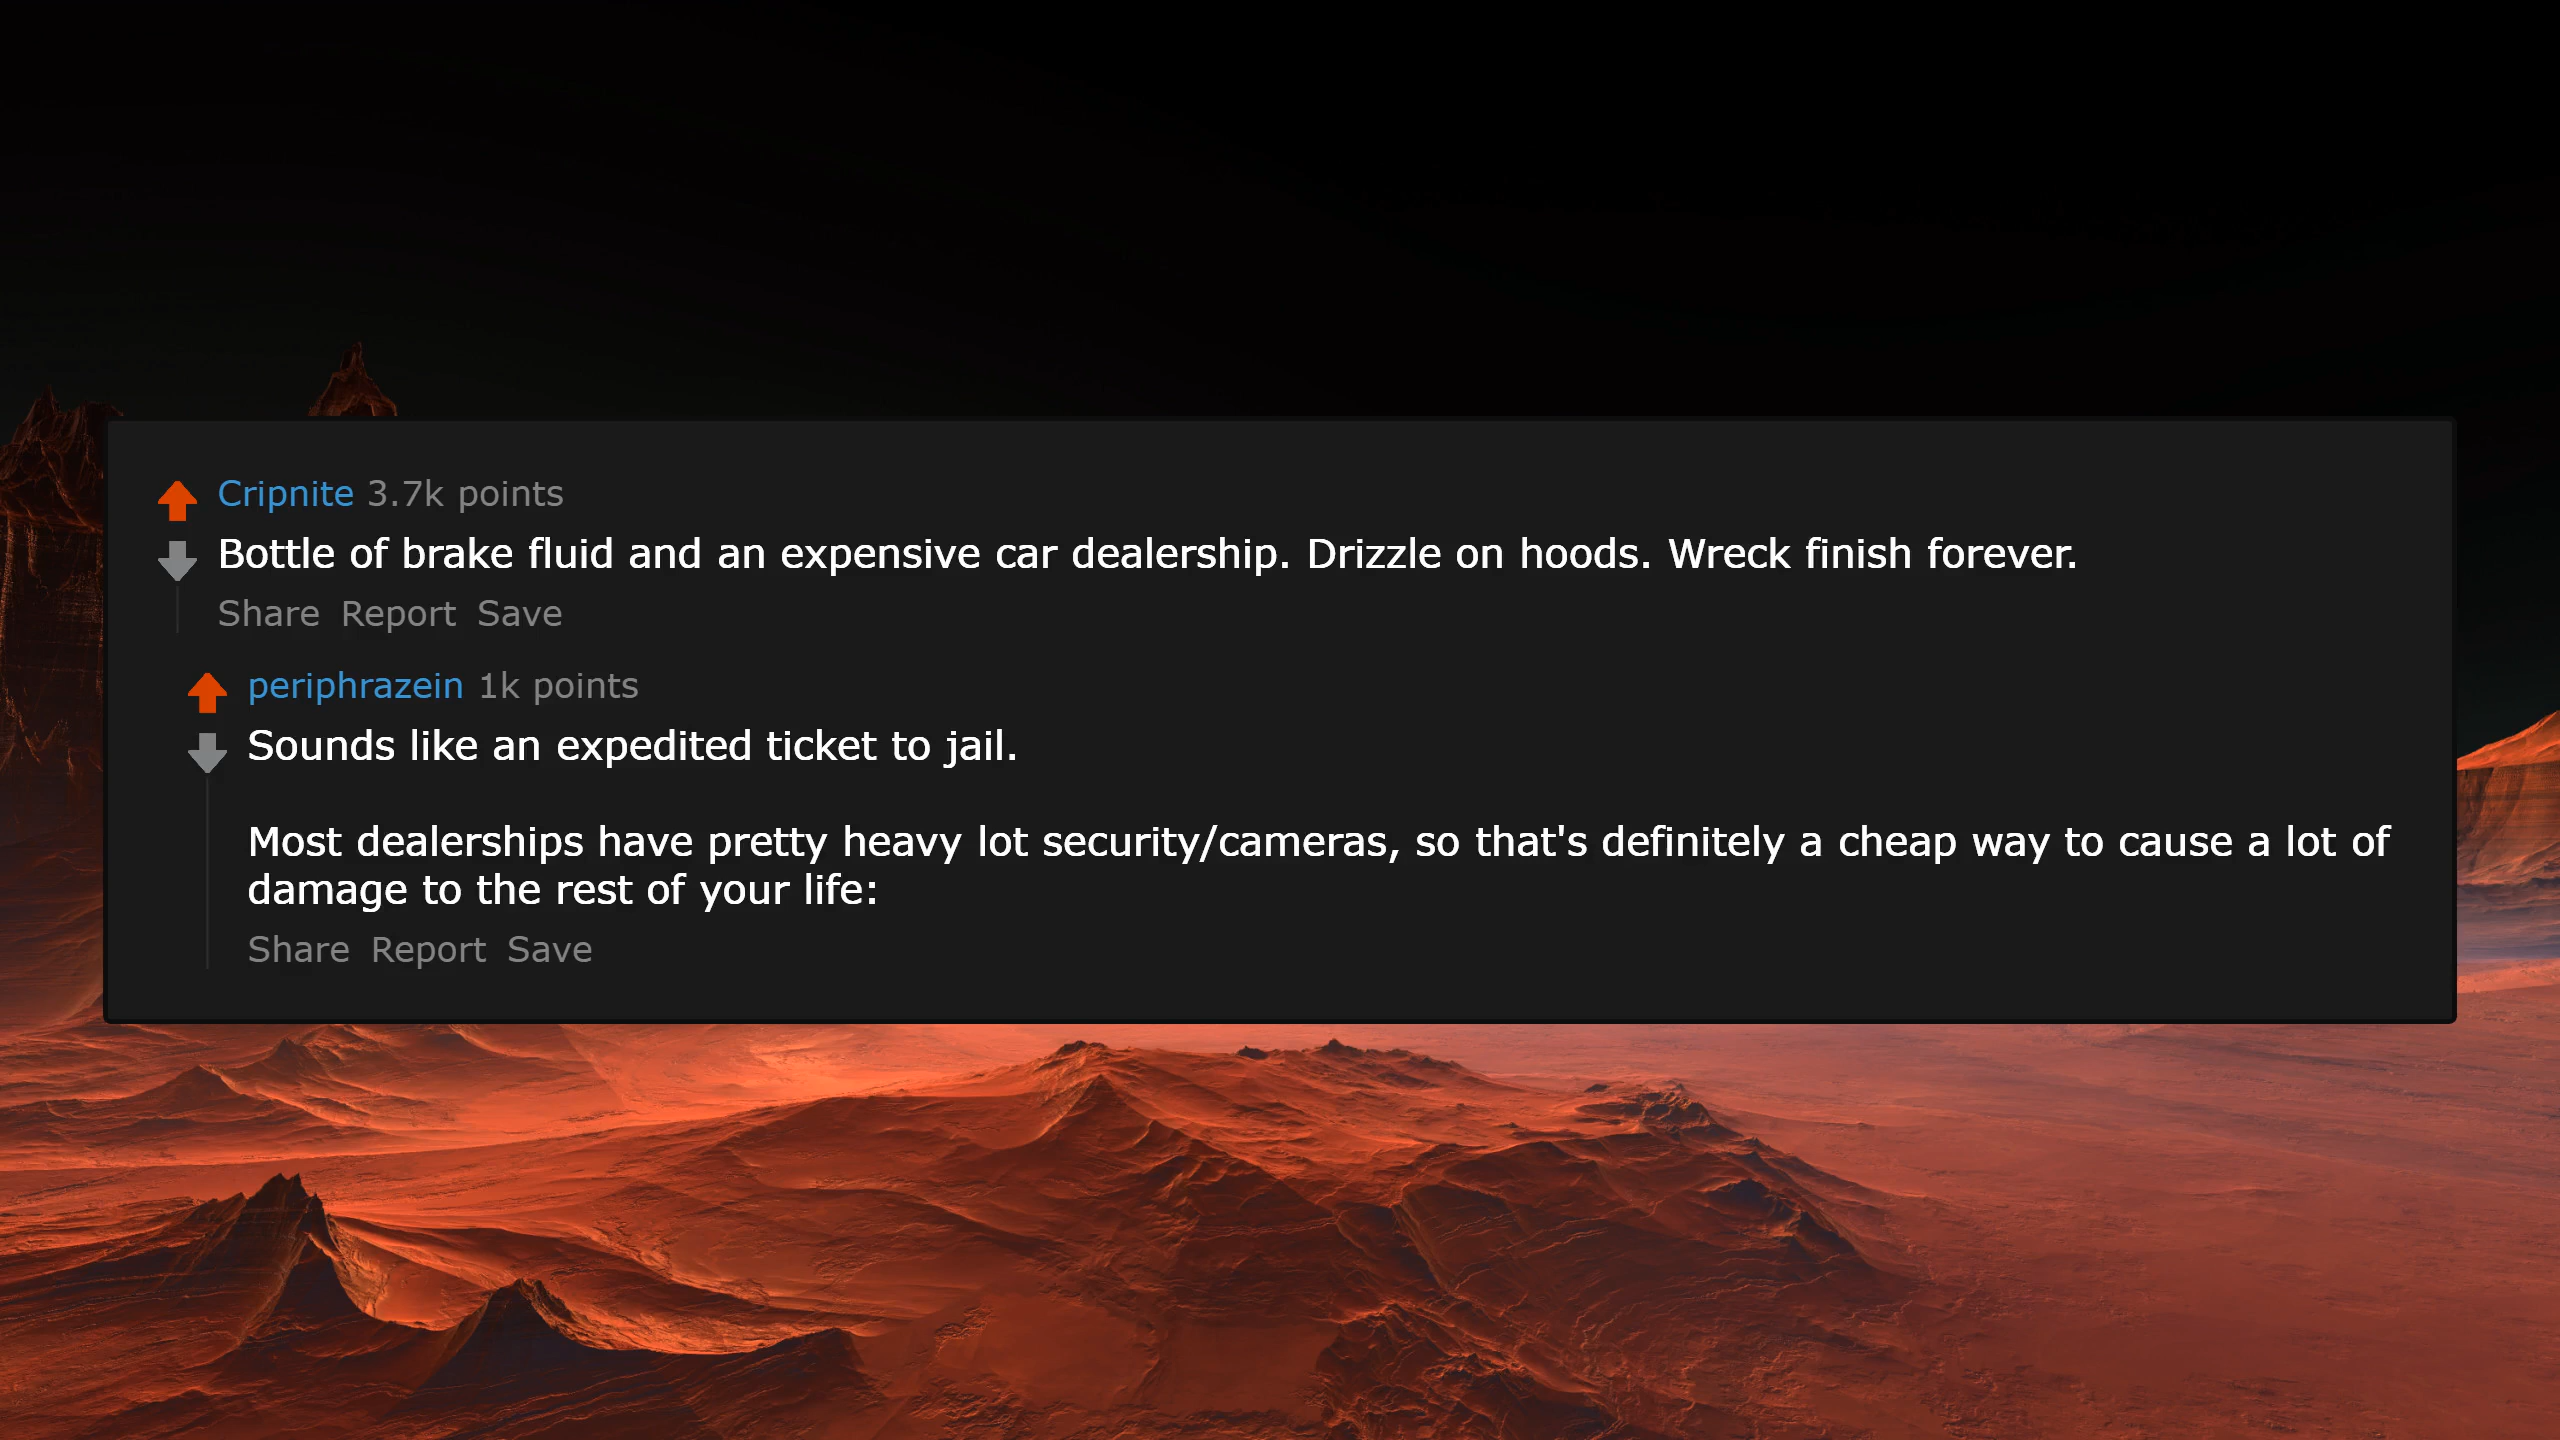 Cripnite 3.7k points
Bottle of brake fluid and an expensive car dealership. Drizzle on hoods. Wreck finish forever.
Share Report Save
periphrazein 1k points
Sounds like an expedited ticket to jail.
Most dealerships have pretty heavy lot security/cameras, so that's definitely a cheap way to cause a lot of
damage to the rest of your life:
Share Report Save